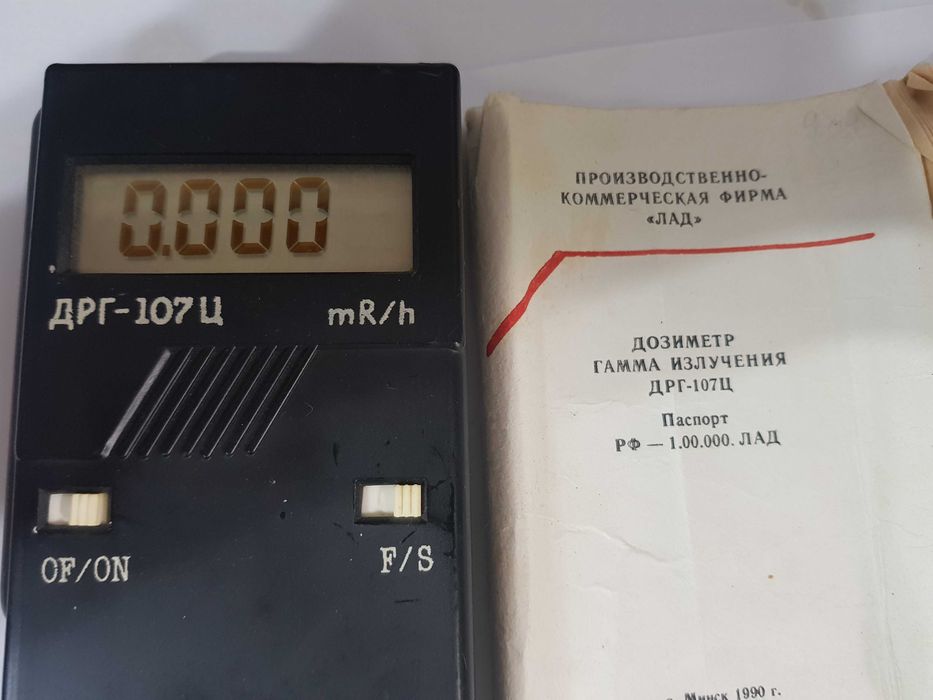 0.000
ДРГ-107Ц mR/h
OF/ON F/S
ПРОИЗВОДСТВЕННО-
КОММЕРЧЕСКАЯ ФИРМА
«ЛАД»
ДОЗИМЕТР
ГАММА ИЗЛУЧЕНИЯ
ДРГ-107Ц
Паспорт
РФ — 1.00.000. ЛАД
Минск 1990 г.